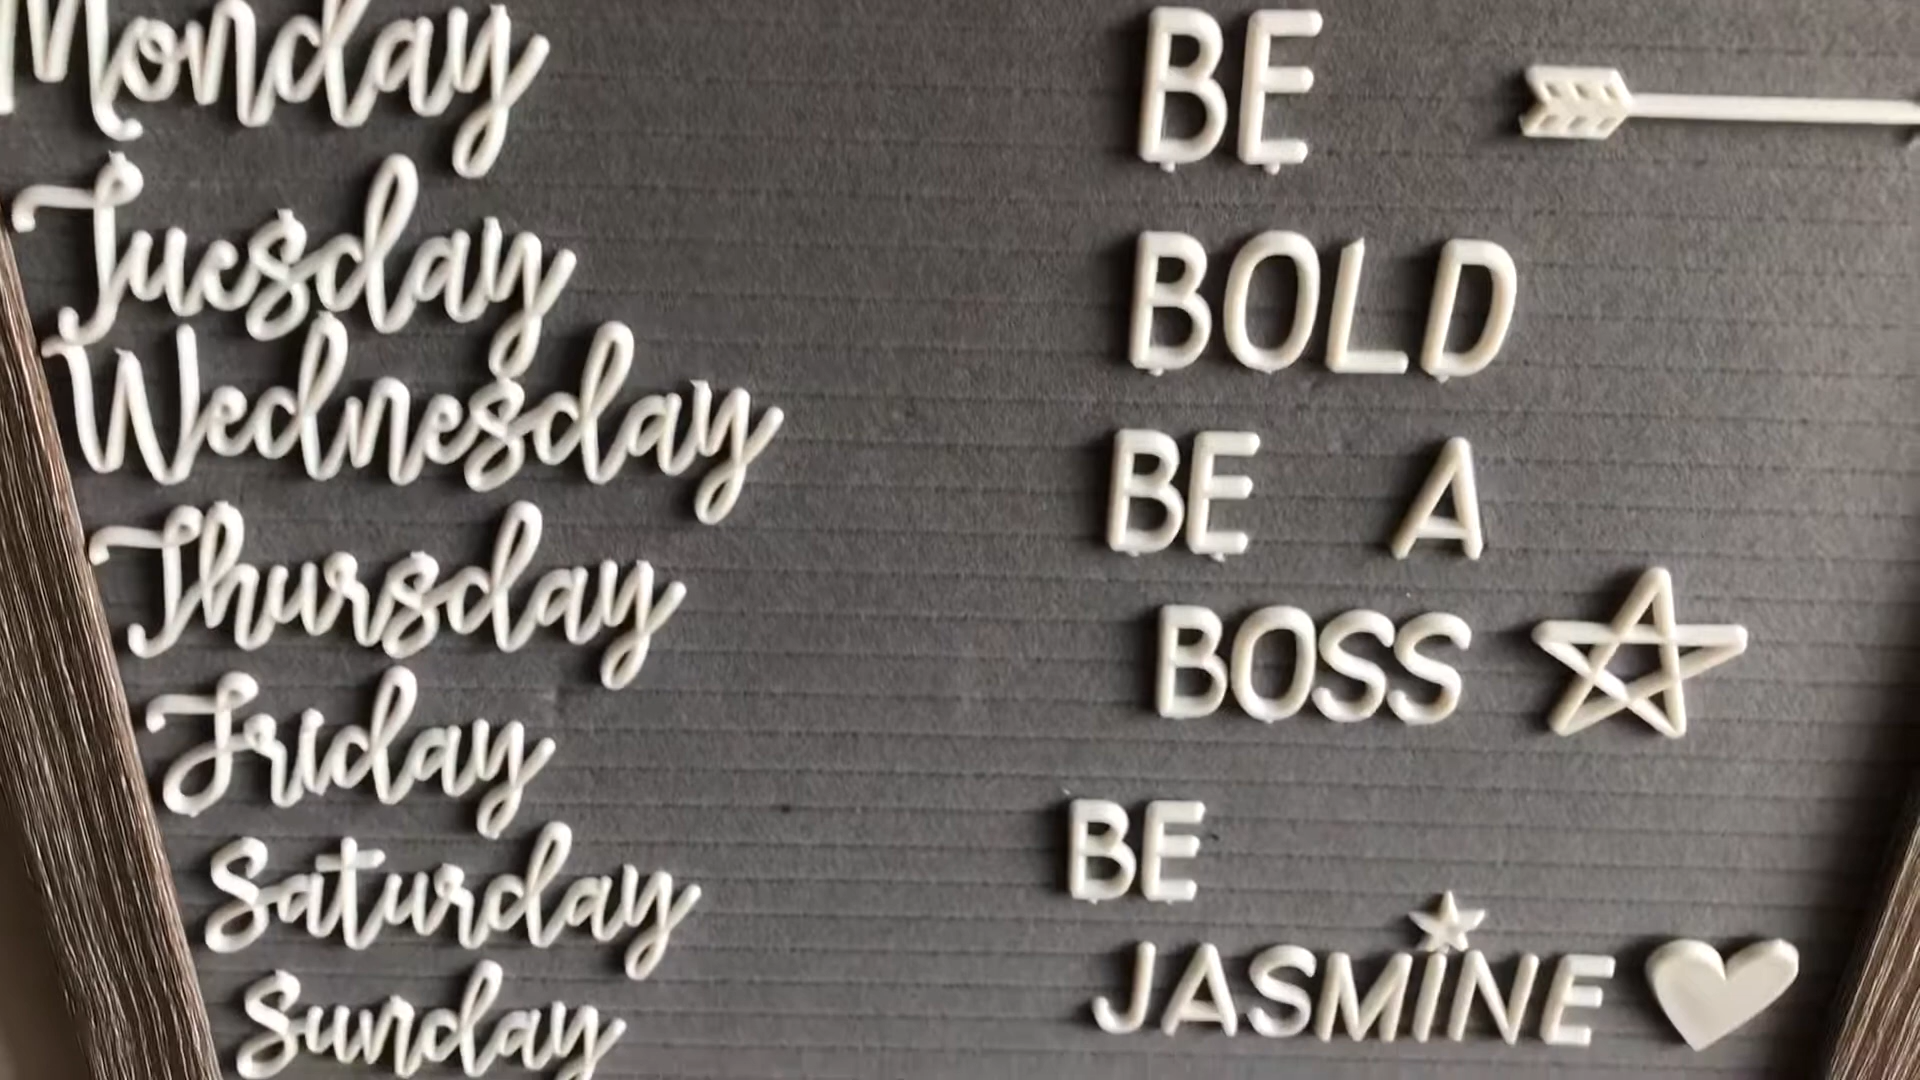 Monday
Tuesday
Wednesday
Thursday
Friday
Saturday
Sunday
BE
BOLD
BE A
BOSS
BE
JASMINE